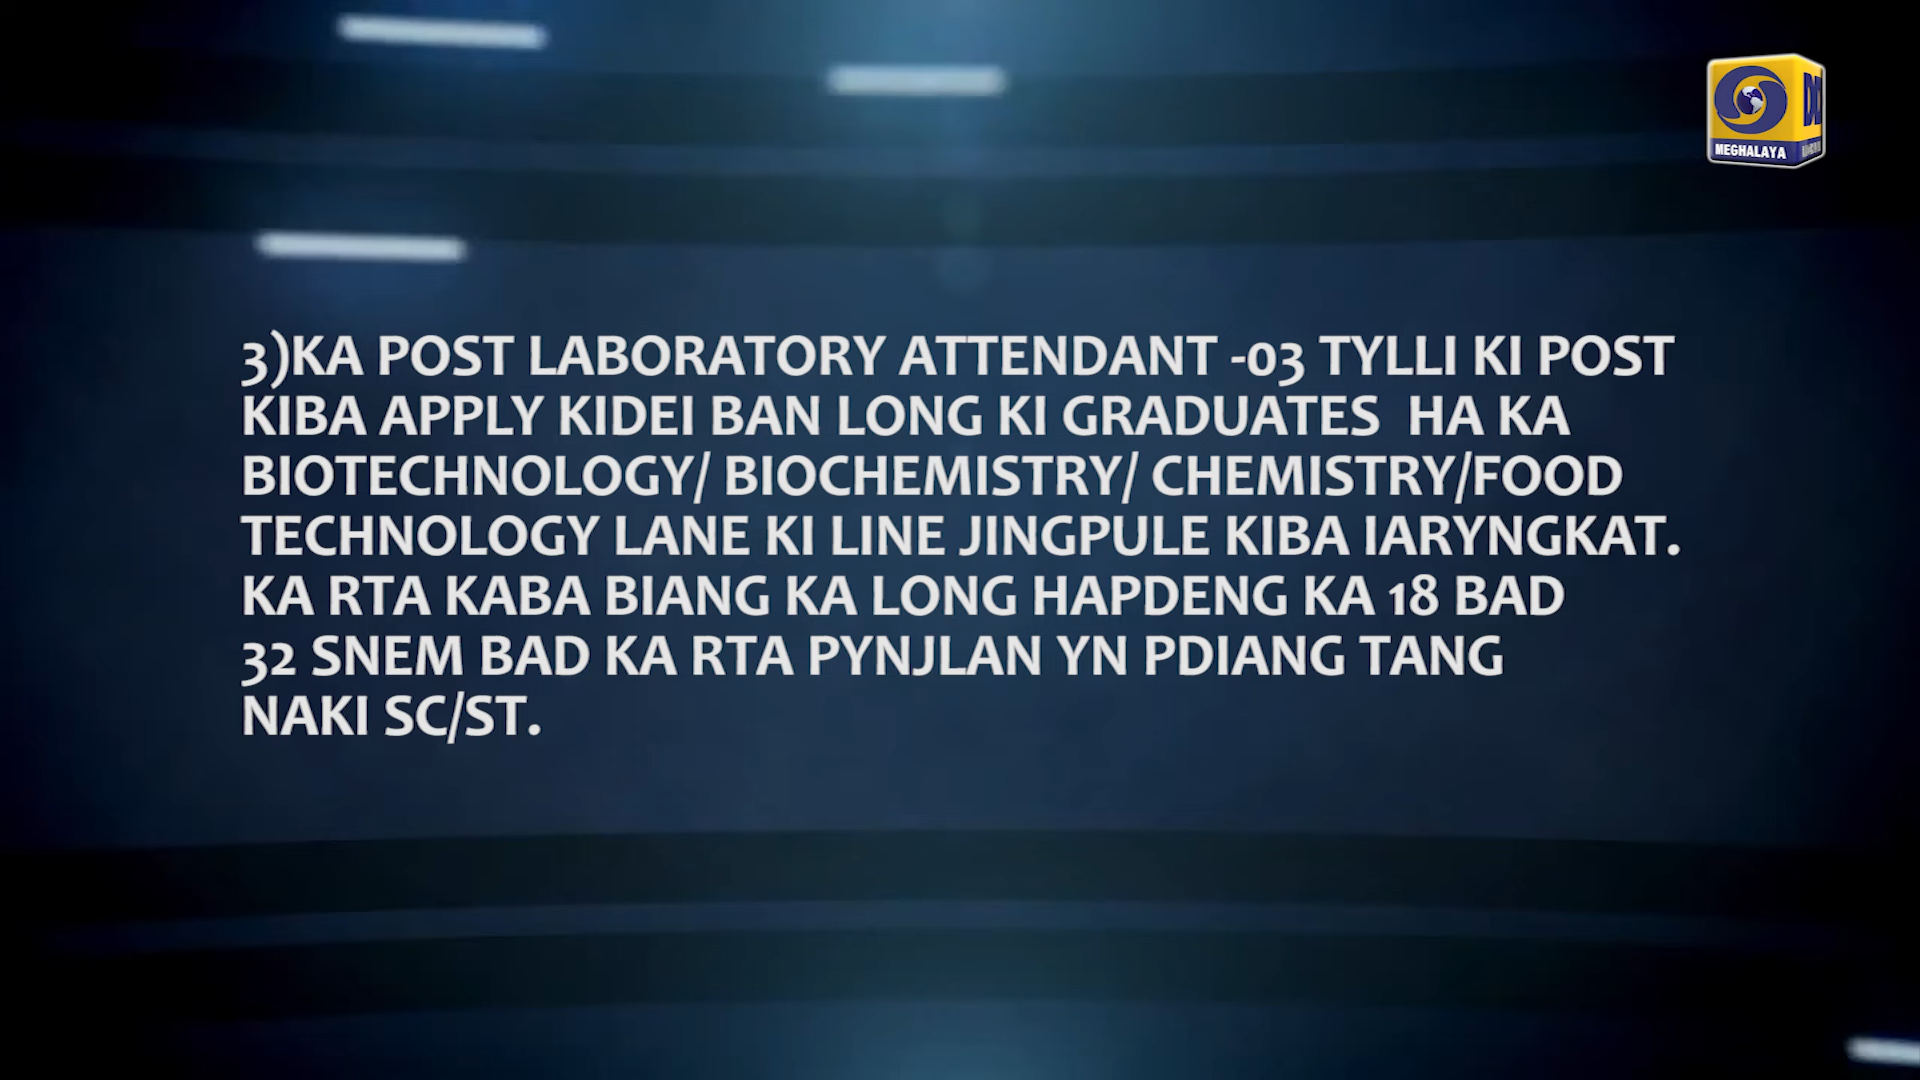 MEGHALAYA
3)KA POST LABORATORY ATTENDANT -03 TYLLI KI POST
KIBA APPLY KIDEI BAN LONG KI GRADUATES HA KA
BIOTECHNOLOGY/ BIOCHEMISTRY/ CHEMISTRY/FOOD
TECHNOLOGY LANE KI LINE JINGPULE KIBA IARYNGKAT.
KA RTA KABA BIANG KA LONG HAPDENG KA 18 BAD
32 SNEM BAD KA RTA PYNJLAN YN PDIANG TANG
NAKI SC/ST.